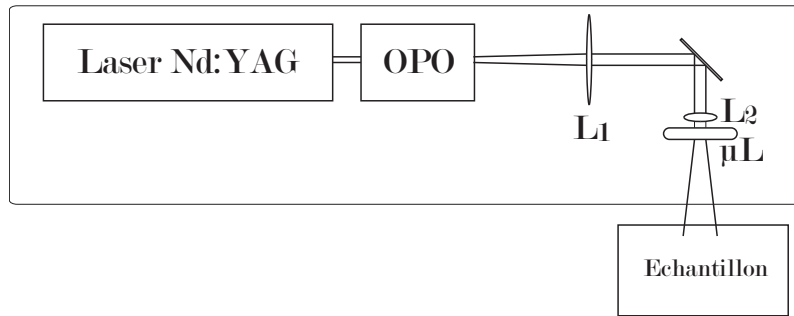 Laser Nd:YAG
OPO
L1
L2
µL
Echantillon